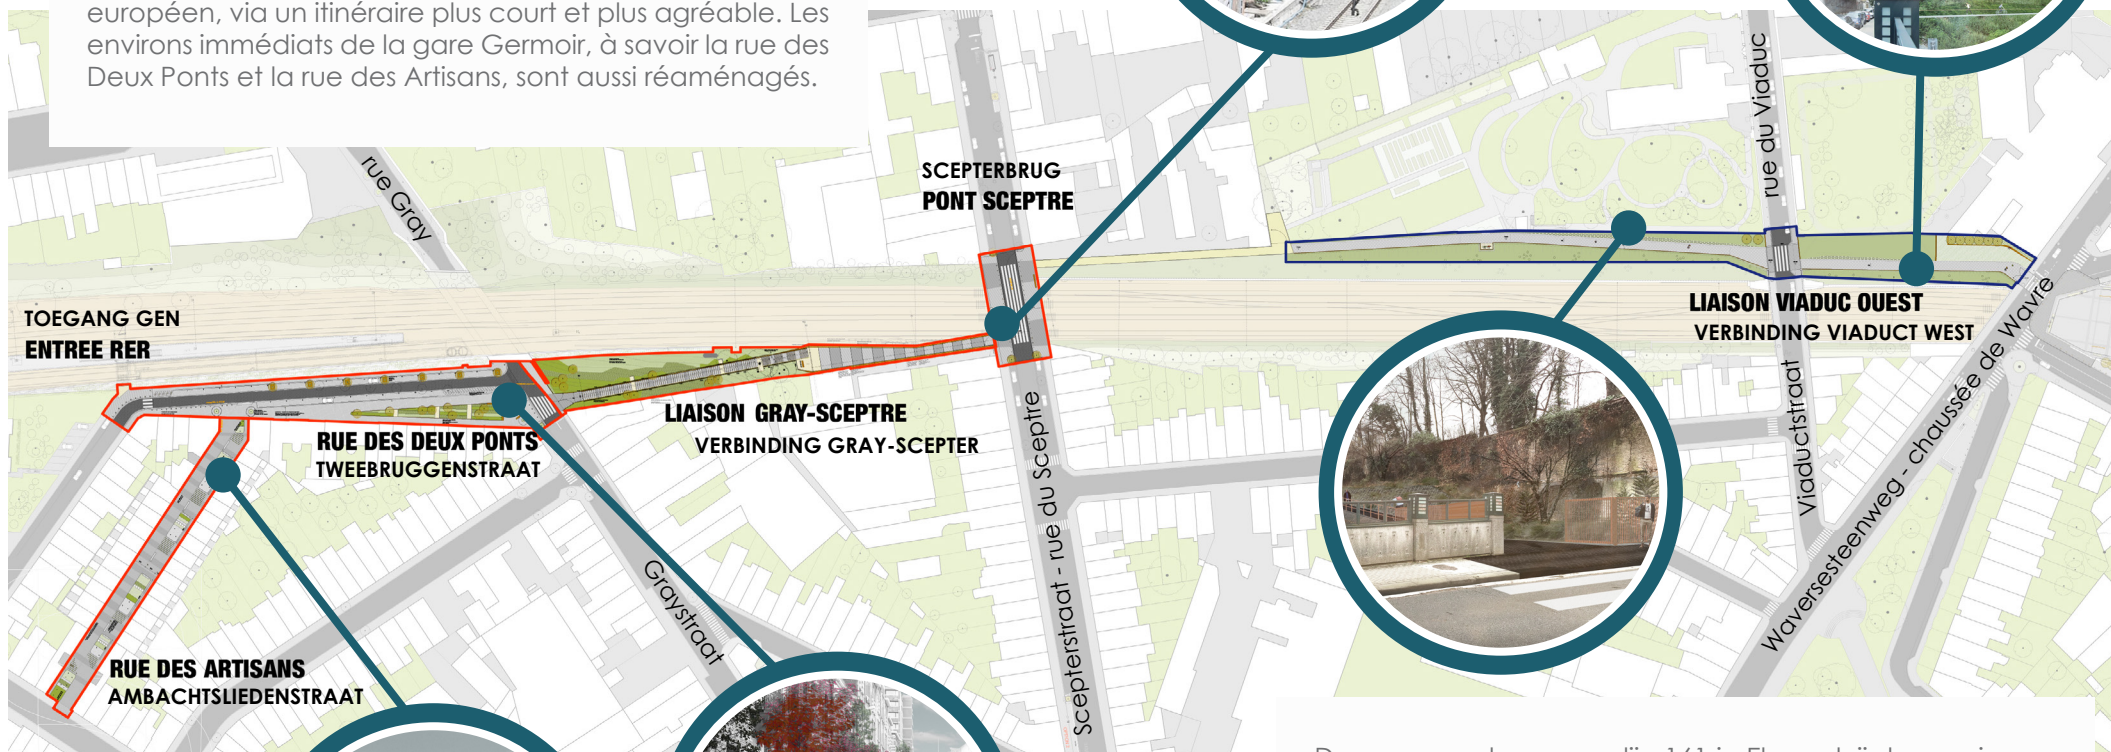 européen, via un itinéraire plus court et plus agréable. Les
environs immédiats de la gare Germoir, à savoir la rue des
Deux Ponts et la rue des Artisans, sont aussi réaménagés.
rue Gray
SCEPTERBRUG
PONT SCEPTRE
rue du Viaduc
TOEGANG GEN
ENTREE RER
LIAISON VIADUC OUEST
VERBINDING VIADUCT WEST
LIAISON GRAY-SCEPTRE
VERBINDING GRAY-SCEPTER
RUE DES DEUX PONTS
TWEEBRUGGENSTRAAT
Graystraat
Scepterstraat - rue du Sceptre
Viaductstraat
Waversesteenweg - chaussée de Wavre
RUE DES ARTISANS
AMBACHTSLIEDENSTRAAT